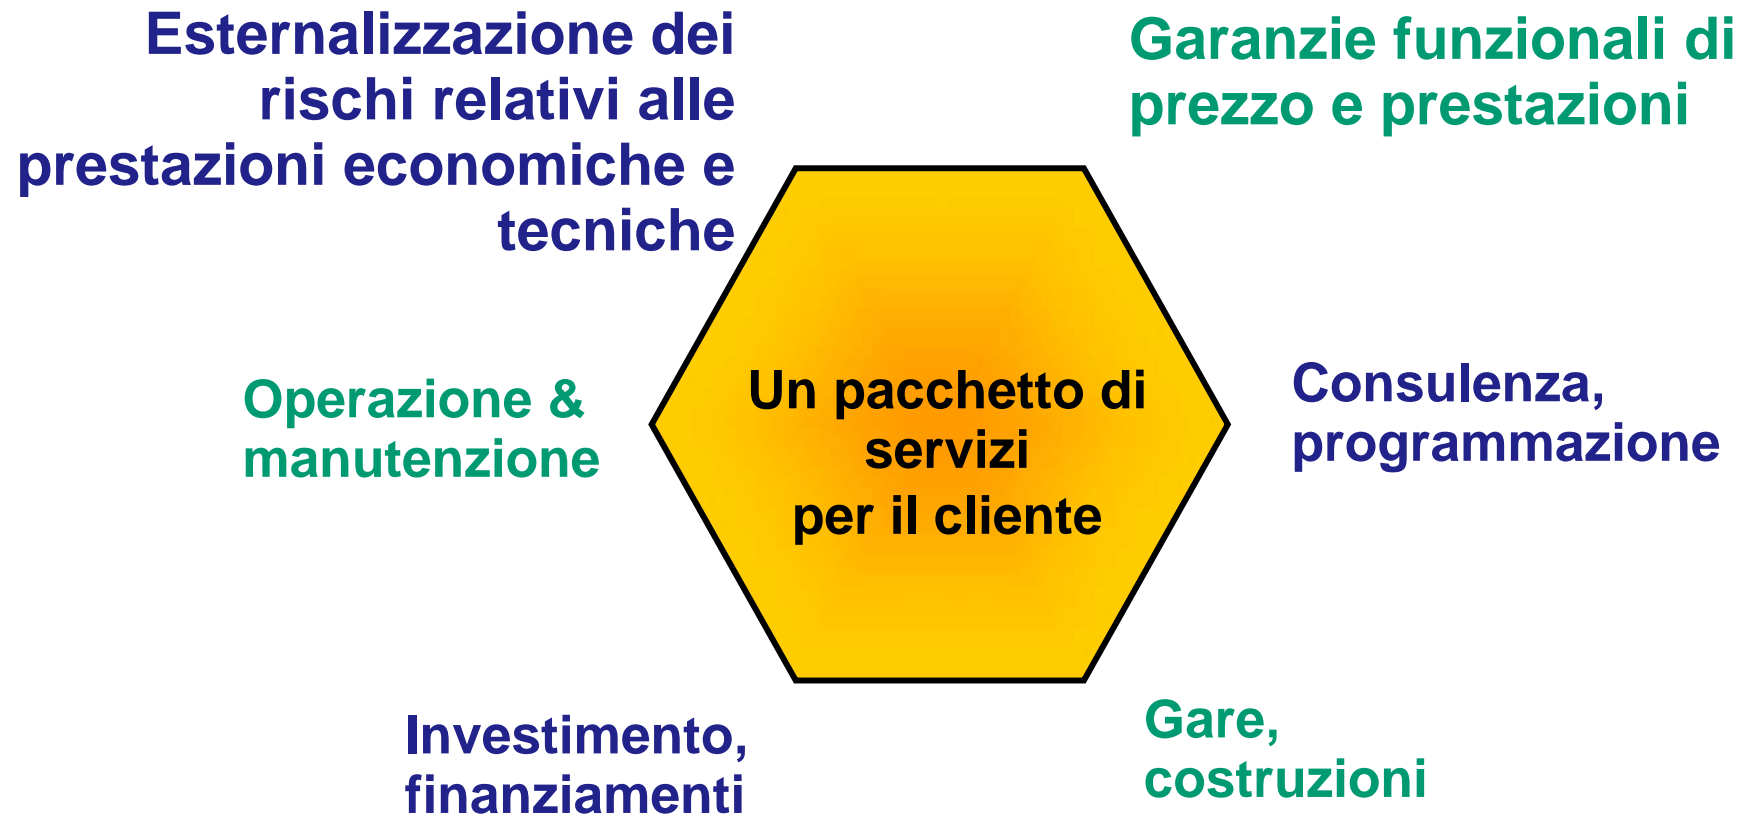 Esternalizzazione dei
rischi relativi alle
prestazioni economiche e
tecniche
Garanzie funzionali di
prezzo e prestazioni
Operazione &
manutenzione
Un pacchetto di
servizi
per il cliente
Consulenza,
programmazione
Investimento,
finanziamenti
Gare,
costruzioni